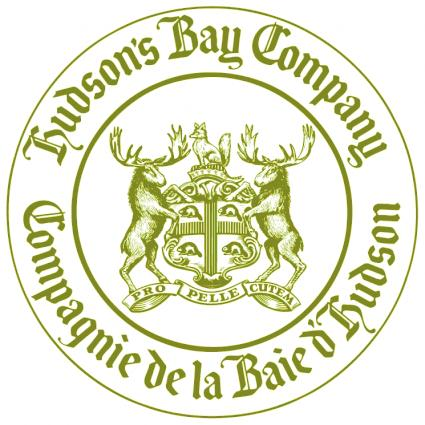 Hudson's Bay Company
PRO PELLE CUTEM
Compagnie de la Baie d'Hudson